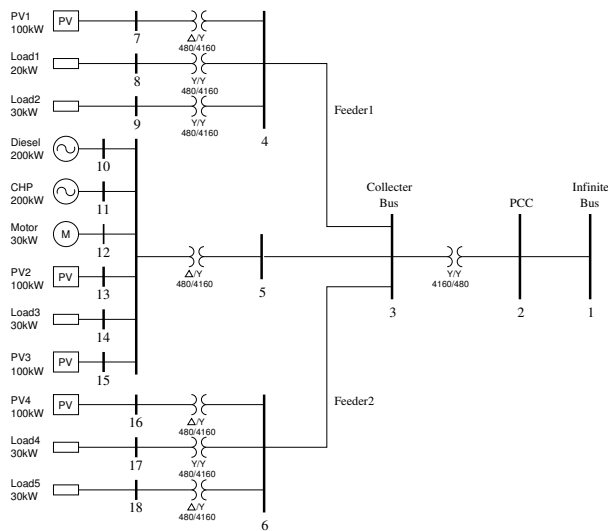 PV1
100kW
PV
7
△/Y
480/4160
Load1
20kW
8
Y/Y
480/4160
Load2
30kW
9
Y/Y
480/4160
4
Feeder1
Diesel
200kW
10
CHP
200kW
11
Motor
30kW
M
12
PV2
100kW
PV
13
Load3
30kW
14
PV3
100kW
PV
15
△/Y
480/4160
5
Collecter
Bus
3
Y/Y
4160/480
PCC
2
Infinite
Bus
1
PV4
100kW
PV
16
△/Y
480/4160
Load4
30kW
17
Y/Y
480/4160
Load5
30kW
18
△/Y
480/4160
6
Feeder2